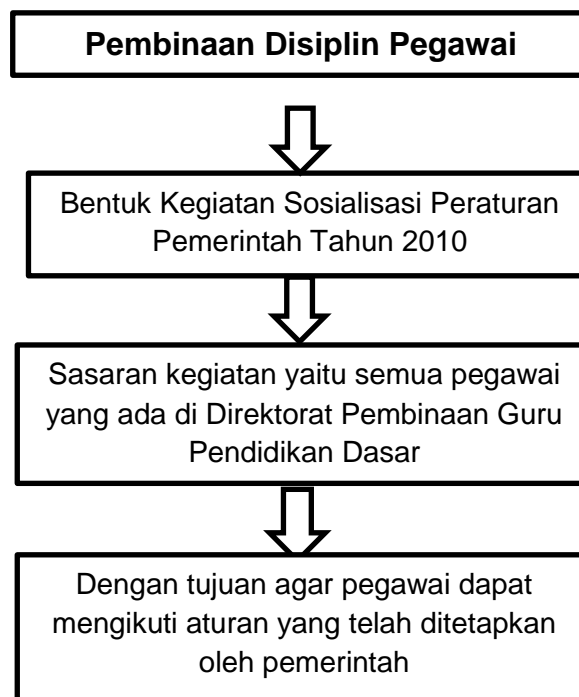 Pembinaan Disiplin Pegawai
Bentuk Kegiatan Sosialisasi Peraturan
Pemerintah Tahun 2010
Sasaran kegiatan yaitu semua pegawai
yang ada di Direktorat Pembinaan Guru
Pendidikan Dasar
Dengan tujuan agar pegawai dapat
mengikuti aturan yang telah ditetapkan
oleh pemerintah